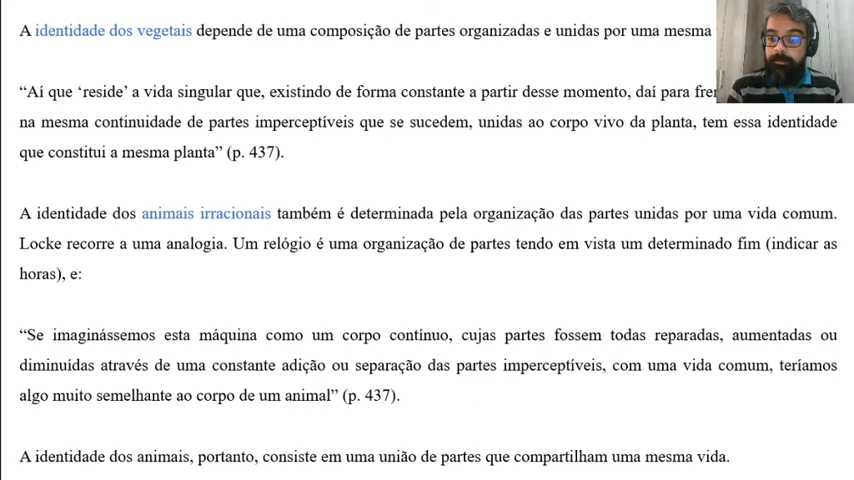 A identidade dos vegetais depende de uma composição de partes organizadas e unidas por uma mesma
“Aí que ‘reside’ a vida singular que, existindo de forma constante a partir desse momento, daí para
na mesma continuidade de partes imperceptíveis que se sucedem, unidas ao corpo vivo da planta, tem essa identidade
que constitui a mesma planta” (p. 437).
A identidade dos animais irracionais também é determinada pela organização das partes unidas por uma vida comum.
Locke recorre a uma analogia. Um relógio é uma organização de partes tendo em vista um determinado fim (indicar as
horas), e:
“Se imaginássemos esta máquina como um corpo contínuo, cujas partes fossem todas reparadas, aumentadas ou
diminuídas através de uma constante adição ou separação das partes imperceptíveis, com uma vida comum, teríamos
algo muito semelhante ao corpo de um animal” (p. 437).
A identidade dos animais, portanto, consiste em uma união de partes que compartilham uma mesma vida.